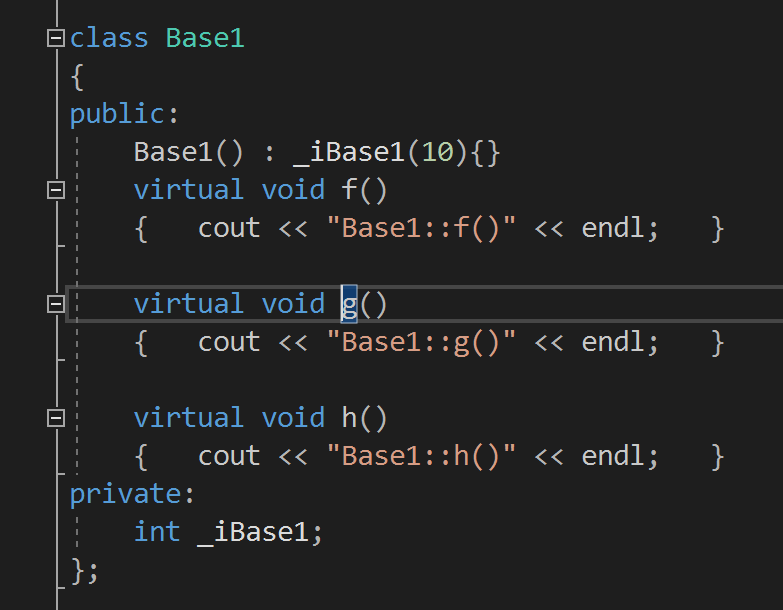 class Base1
{
public:
Base1() : _iBase1(10){}
virtual void f()
{   cout << "Base1::f()" << endl;   }
virtual void g()
{   cout << "Base1::g()" << endl;   }
virtual void h()
{   cout << "Base1::h()" << endl;   }
private:
int _iBase1;
};